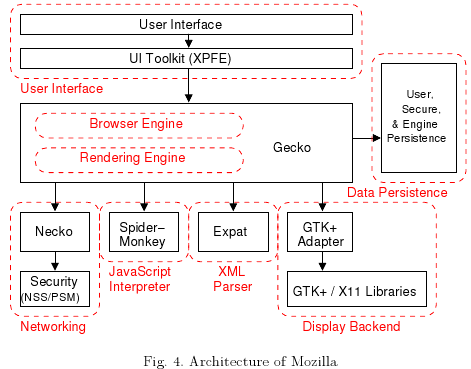 User Interface
UI Toolkit (XPFE)
User Interface
User,
Secure,
& Engine
Persistence
Data Persistence
Browser Engine
Rendering Engine
Gecko
Necko
Security
(NSS/PSM)
Networking
Spider–
Monkey
JavaScript
Interpreter
Expat
XML
Parser
GTK+
Adapter
GTK+ / X11 Libraries
Display Backend
Fig. 4. Architecture of Mozilla